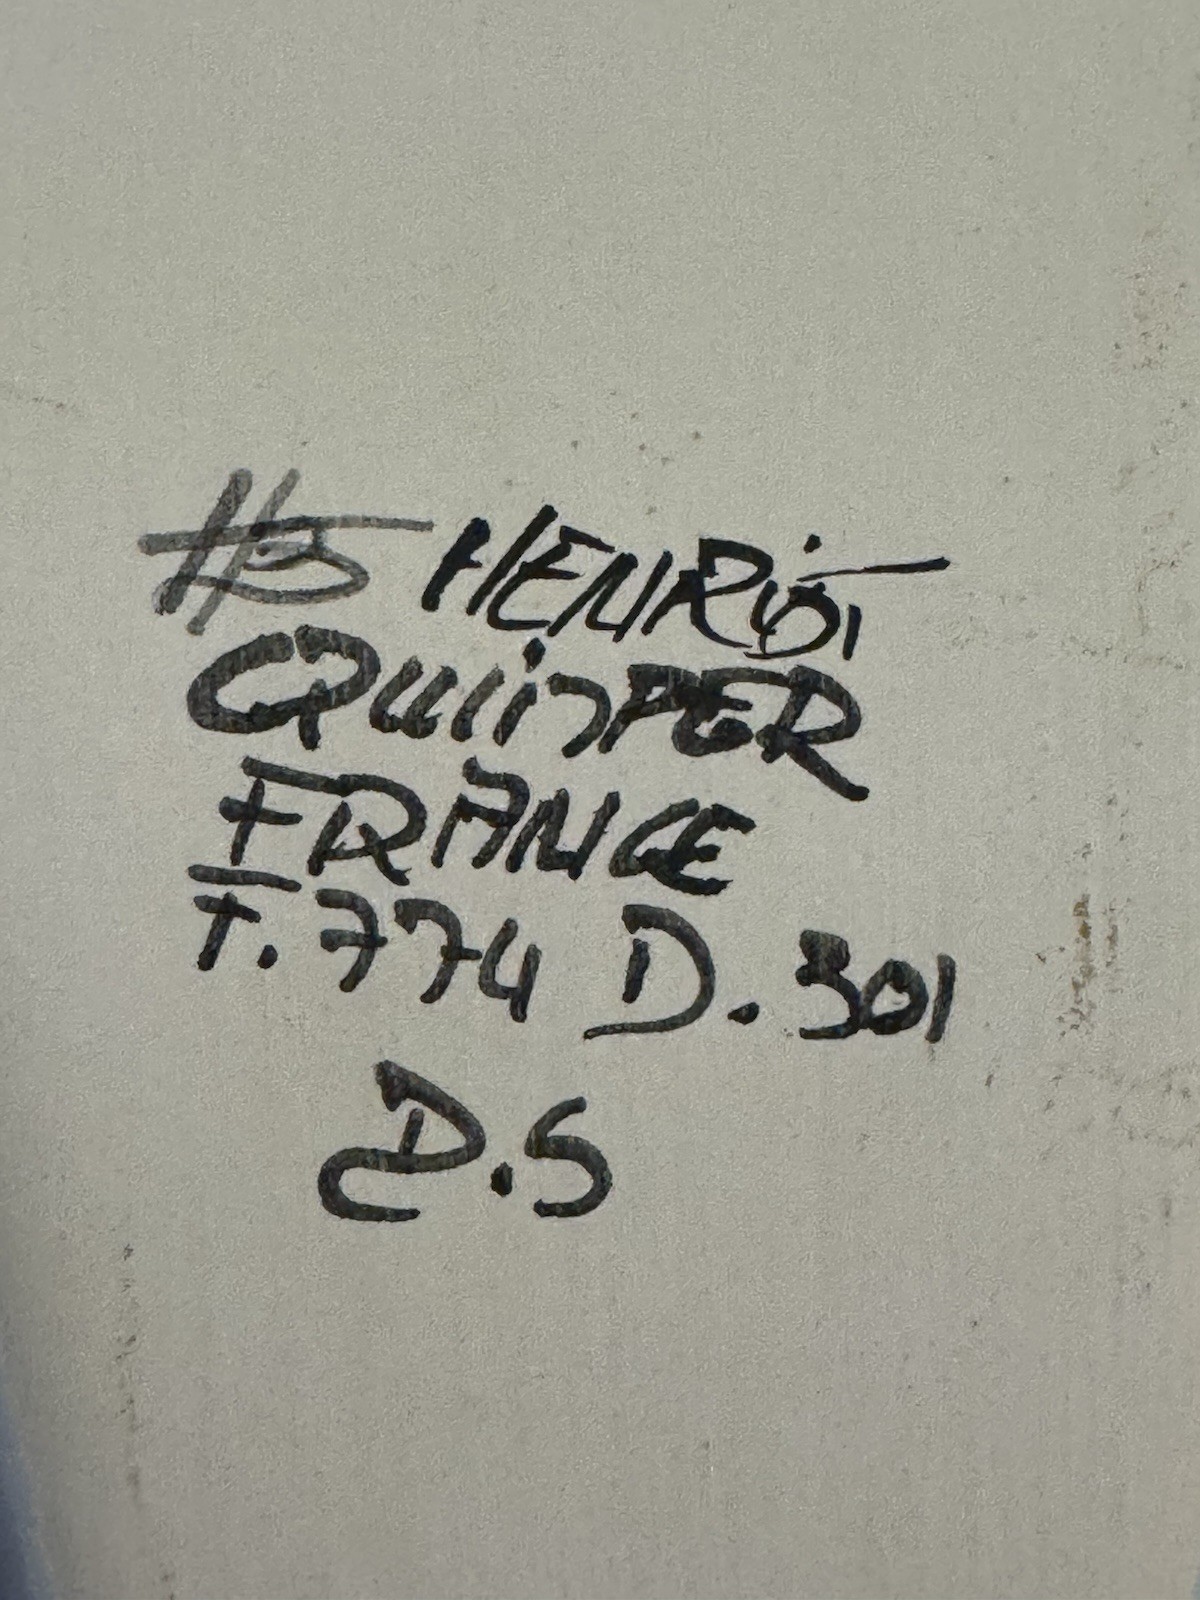 HB HENRIOT
QUIMPER
FRANCE
T.774 D.301
D.S